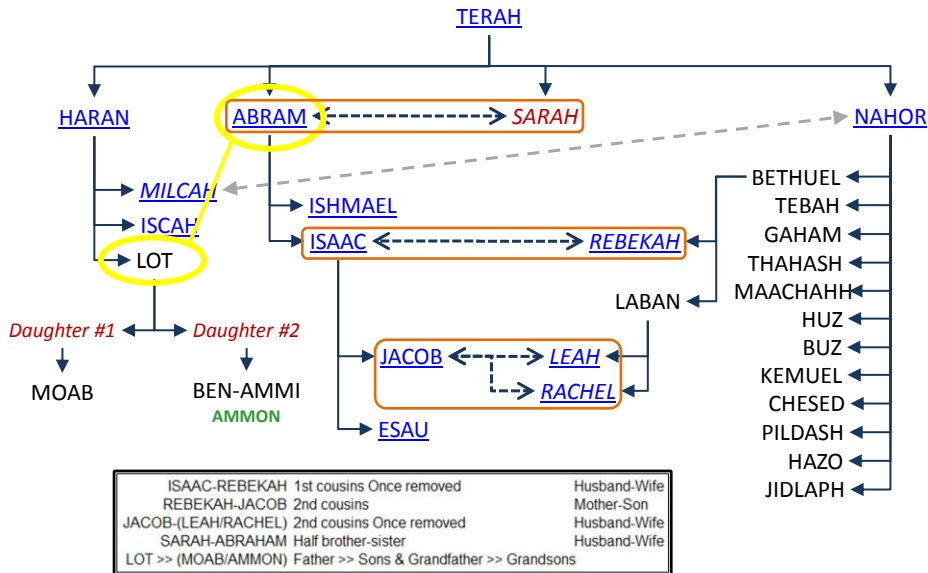 TERAH
HARAN ABRAM SARAH NAHOR
MILCAH BETHUEL
ISHMAEL TEBAH
ISCAH
ISAAC REBEKAH GAHAM
LOT THAHASH
LABAN MAACHAHH
Daughter #1 Daughter #2 HUZ
JACOB LEAH BUZ
MOAB BEN-AMMI RACHEL KEMUEL
AMMON CHESED
ESAU PILDASH
HAZO
JIDLAPH
ISAAC-REBEKAH 1st cousins Once removed Husband-Wife
REBEKAH-JACOB 2nd cousins Mother-Son
JACOB-(LEAH/RACHEL) 2nd cousins Once removed Husband-Wife
SARAH-ABRAHAM Half brother-sister Husband-Wife
LOT >> (MOAB/AMMON) Father >> Sons & Grandfather >> Grandsons